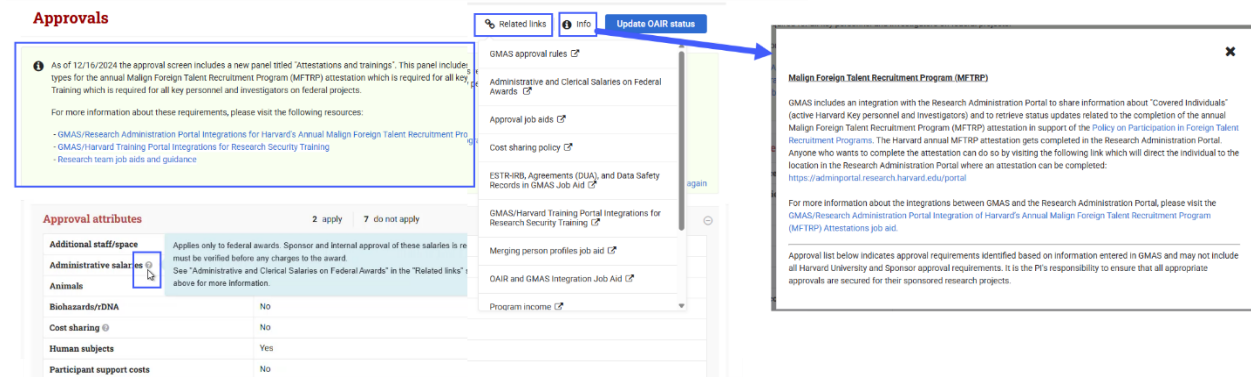 Approvals
Related links
Info
Update OAIR status
As of 12/16/2024 the approval screen includes a new panel titled "Attestations and trainings". This panel includes
types for the annual Malign Foreign Talent Recruitment Program (MFTRP) attestation which is required for all key
Training which is required for all key personnel and investigators on federal projects.
For more information about these requirements, please visit the following resources:
- GMAS/Research Administration Portal Integrations for Harvard's Annual Malign Foreign Talent Recruitment Pro
- GMAS/Harvard Training Portal Integrations for Research Security Training
- Research team job aids and guidance
again
GMAS approval rules
Administrative and Clerical Salaries on Federal
Awards
Approval job aids
Cost sharing policy
ESTR-IRB, Agreements (DUA), and Data Safety
Records in GMAS Job Aid
GMAS/Harvard Training Portal Integrations for
Research Security Training
Merging person profiles job aid
OAIR and GMAS Integration Job Aid
Program income
Approval attributes
2 apply
7 do not apply
Additional staff/space
Administrative salaries
Applies only to federal awards. Sponsor and internal approval of these salaries is re
must be verified before any charges to the award.
See "Administrative and Clerical Salaries on Federal Awards" in the "Related links"
above for more information.
Animals
Biohazards/rDNA No
Cost sharing No
Human subjects Yes
Participant support costs No
Malign Foreign Talent Recruitment Program (MFTRP)
GMAS includes an integration with the Research Administration Portal to share information about "Covered Individuals"
(active Harvard Key personnel and Investigators) and to retrieve status updates related to the completion of the annual
Malign Foreign Talent Recruitment Program (MFTRP) attestation in support of the Policy on Participation in Foreign Talent
Recruitment Programs. The Harvard annual MFTRP attestation gets completed in the Research Administration Portal.
Anyone who wants to complete the attestation can do so by visiting the following link which will direct the individual to the
location in the Research Administration Portal where an attestation can be completed:
https://adminportal.research.harvard.edu/portal
For more information about the integrations between GMAS and the Research Administration Portal, please visit the
GMAS/Research Administration Portal Integration of Harvard's Annual Malign Foreign Talent Recruitment Program
(MFTRP) Attestations job aid.
Approval list below indicates approval requirements identified based on information entered in GMAS and may not include
all Harvard University and Sponsor approval requirements. It is the PI's responsibility to ensure that all appropriate
approvals are secured for their sponsored research projects.